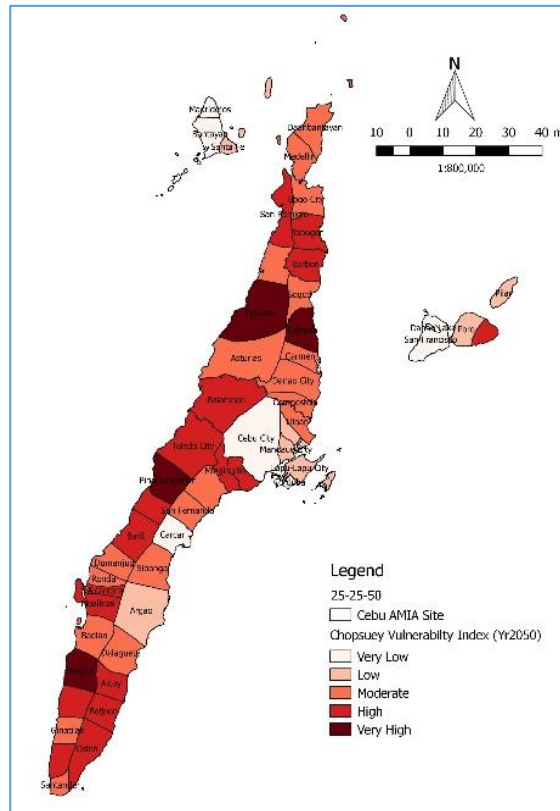 N
10 0 10 20 30 40 m
1:800,000
Madridejos
Bantayan
Santa Fe
Daanbantayan
Medellin
Bogo City
San Remigio
Tabogon
Borbon
Sogod
Pilar
Poro
San Francisco
Asturias
Carmen
Danao City
Compostela
Liloan
Balamban
Cebu City
Mandaue City
Toledo City
Lapu-Lapu City
Minglanilla
San Fernando
Carcar
Barili
Sibonga
Dumanjug
Ronda
Argao
Moalboal
Badian
Dalaguete
Alegria
Alcoy
Boljoon
Ginatilan
Oslob
Santander
Legend
25-25-50
Cebu AMIA Site
Chopsuey Vulnerabilty Index (Yr2050)
Very Low
Low
Moderate
High
Very High